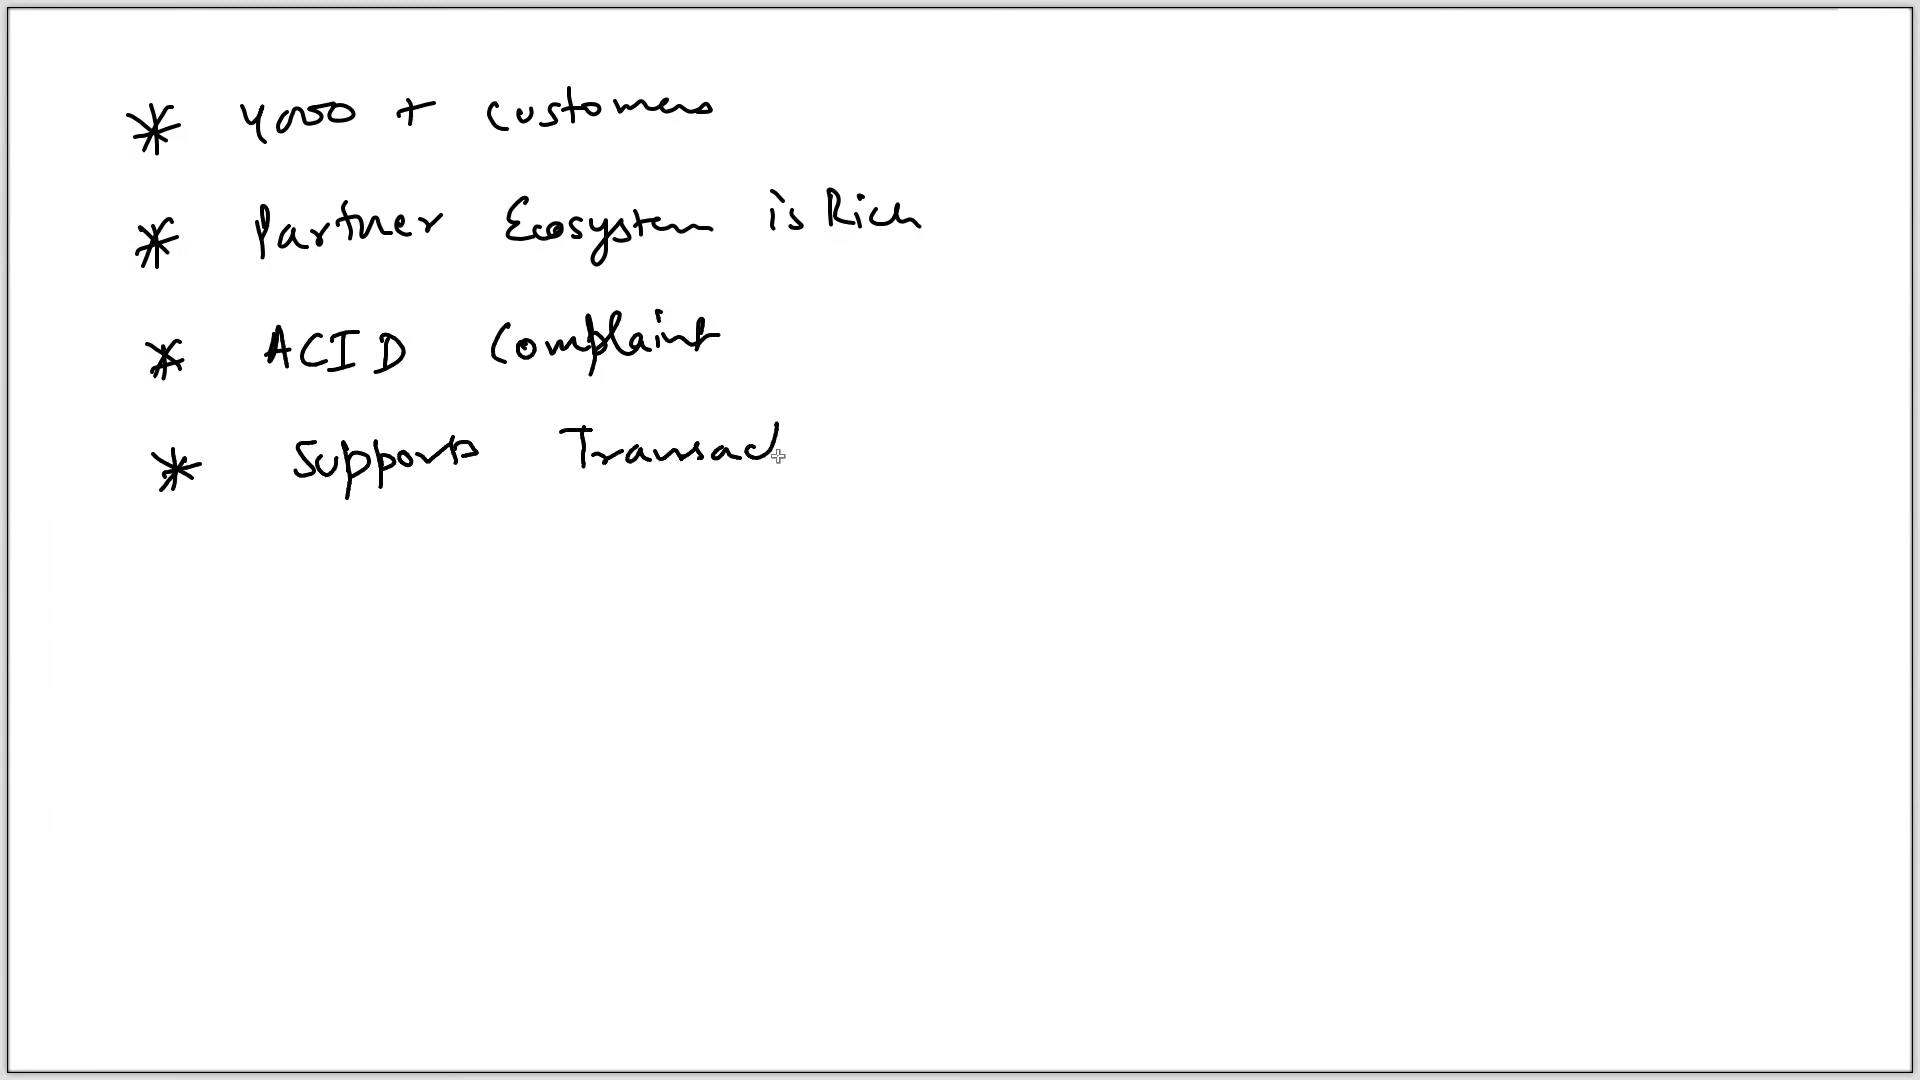 * 4000 + customers
* Partner Ecosystem is Rich
* ACID Complaint
* Supports Transac